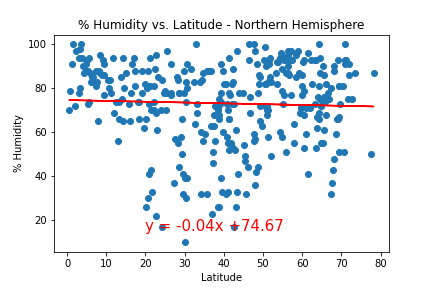 % Humidity vs. Latitude - Northern Hemisphere
100
80
60
40
20
% Humidity
y = -0.04x +74.67
0 10 20 30 40 50 60 70 80
Latitude